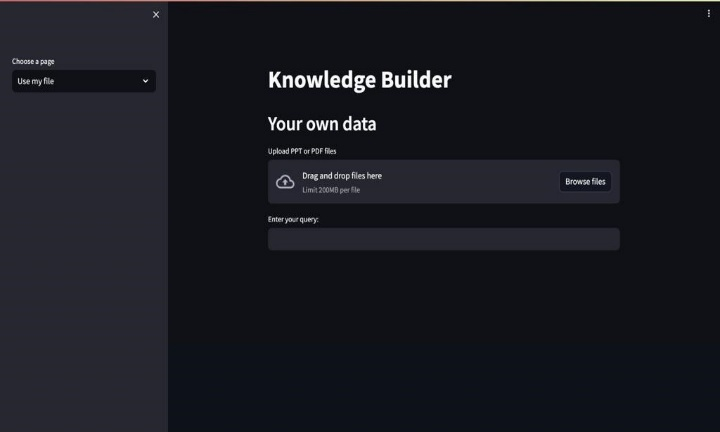 Choose a page
Use my file
Knowledge Builder
Your own data
Upload PPT or PDF files
Drag and drop files here
Limit 200MB per file
Browse files
Enter your query: